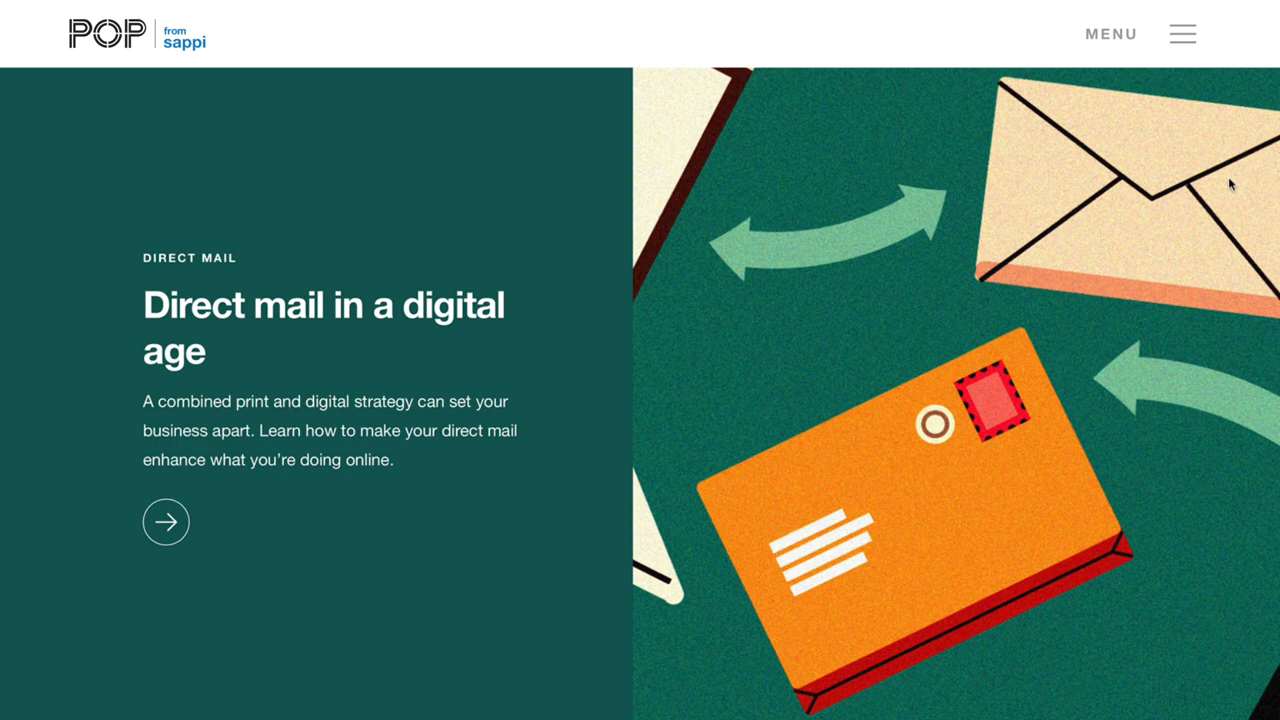 POP
from
sappi
MENU
DIRECT MAIL
Direct mail in a digital
age
A combined print and digital strategy can set your
business apart. Learn how to make your direct mail
enhance what you're doing online.